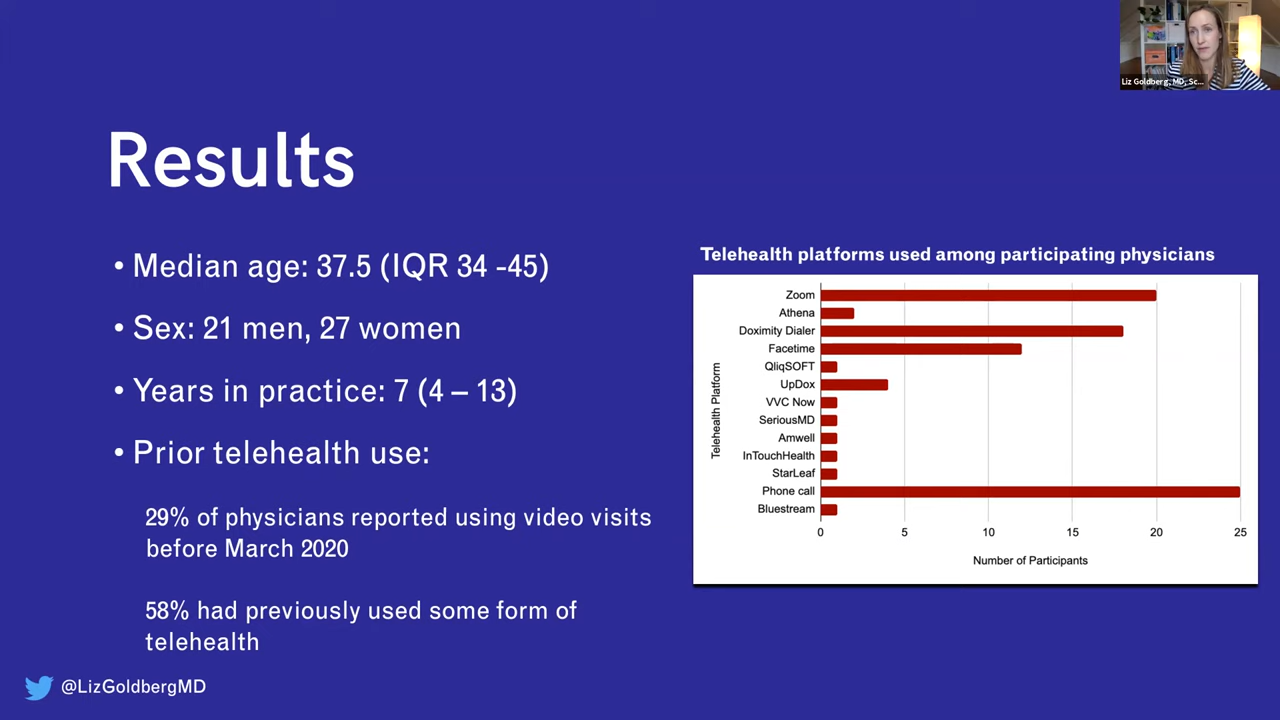 Liz Goldberg, MD, Sc...
Results
• Median age: 37.5 (IQR 34 -45)
• Sex: 21 men, 27 women
• Years in practice: 7 (4 – 13)
• Prior telehealth use:
29% of physicians reported using video visits
before March 2020
58% had previously used some form of
telehealth
@LizGoldbergMD
Telehealth platforms used among participating physicians
Telehealth Platform
Zoom
Athena
Doximity Dialer
Facetime
QliqSOFT
UpDox
VVC Now
SeriousMD
Amwell
InTouchHealth
StarLeaf
Phone call
Bluestream
0 5 10 15 20 25
Number of Participants